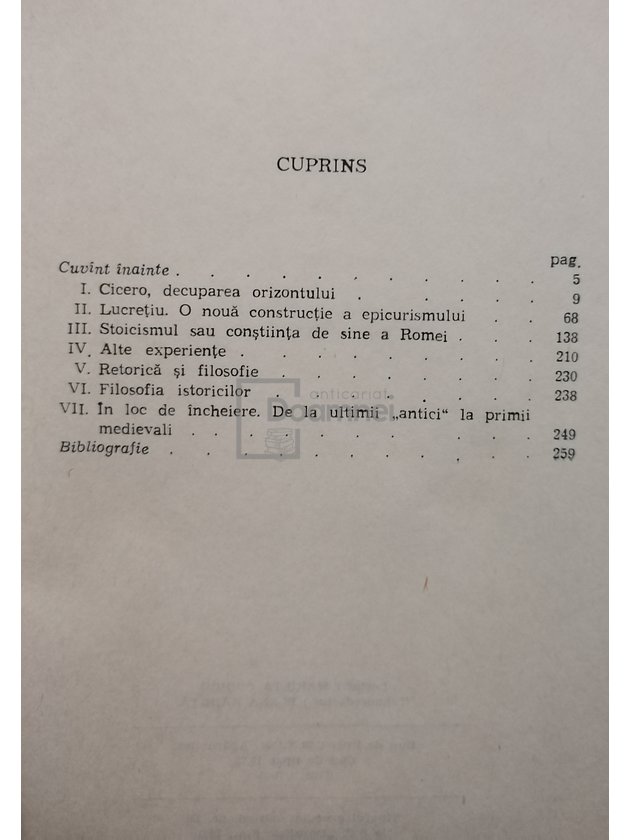 CUPRINS
pag.
Cuvînt înainte . . . . . . . . . . 5
I. Cicero, decuparea orizontului . . . . . 9
II. Lucrețiu. O nouă construcție a epicurismului . . 68
III. Stoicismul sau conștiința de sine a Romei . . . 138
IV. Alte experiențe . . . . . . . . . 210
V. Retorică și filosofie . . . . . . . . 230
VI. Filosofia istoricilor . . . . . . . . 238
VII. În loc de încheiere. De la ultimii „antici“ la primii
medievali . . . . . . . . . . 249
Bibliografie . . . . . . . . . . 259
anticariat
Doamnei